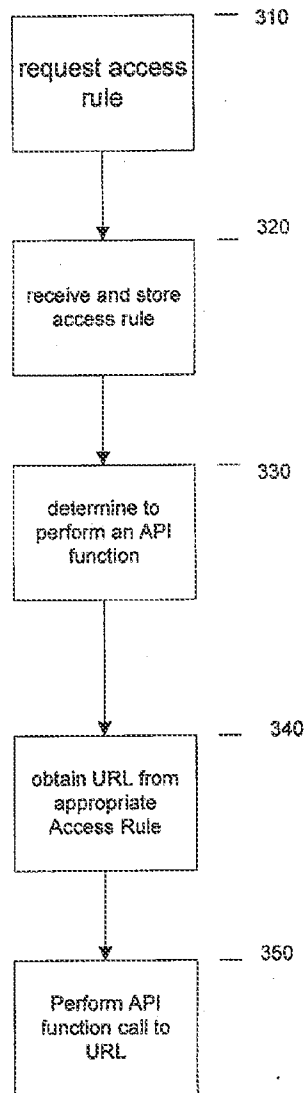 310
request access
rule
320
receive and store
access rule
330
determine to
perform an API
function
340
obtain URL from
appropriate
Access Rule
350
Perform API
function call to
URL